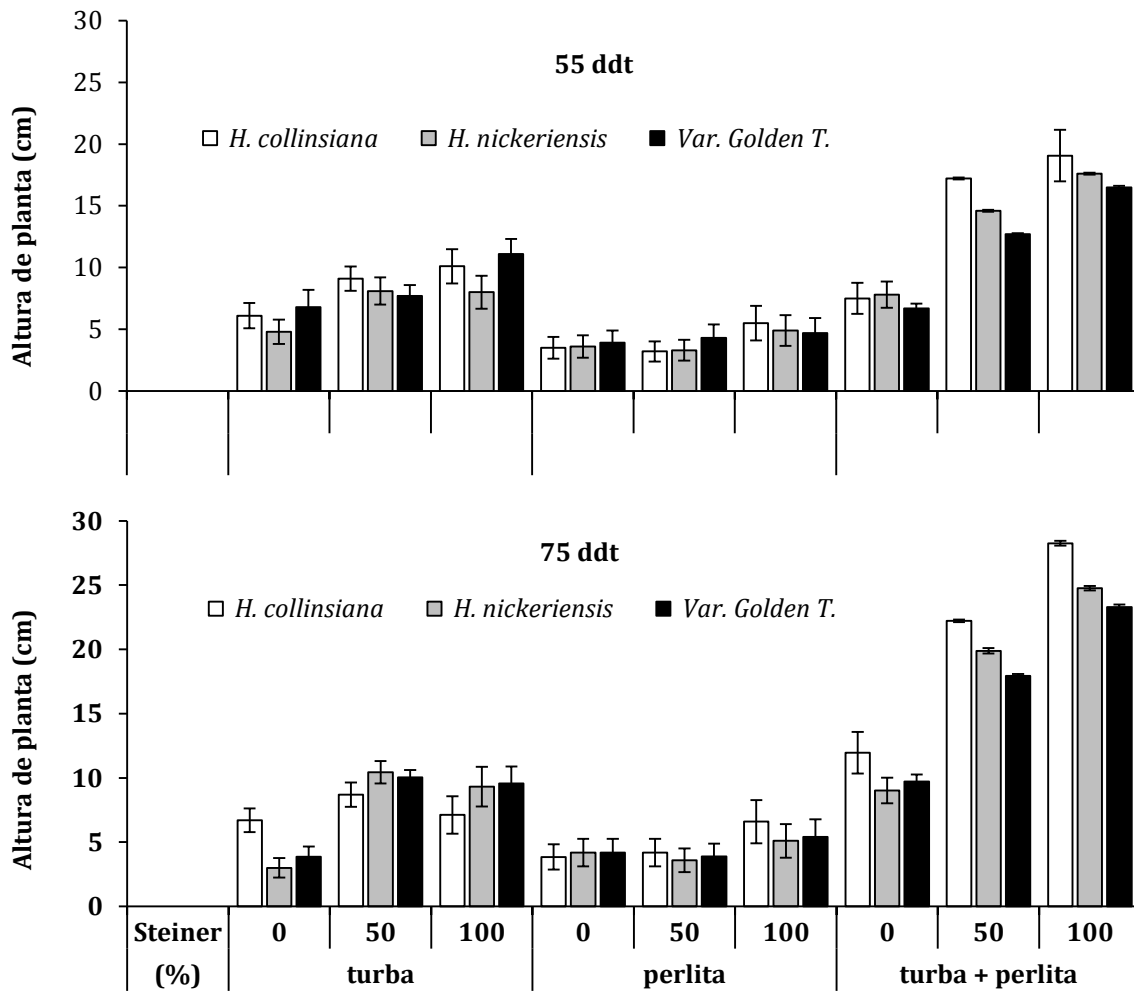 30
25
20
15
10
5
0
Altura de planta (cm)
55 ddt
H. collinsiana H. nickeriensis Var. Golden T.
30
25
20
15
10
5
0
Altura de planta (cm)
75 ddt
H. collinsiana H. nickeriensis Var. Golden T.
Steiner 0 50 100 0 50 100 0 50 100
(%) turba perlita turba + perlita